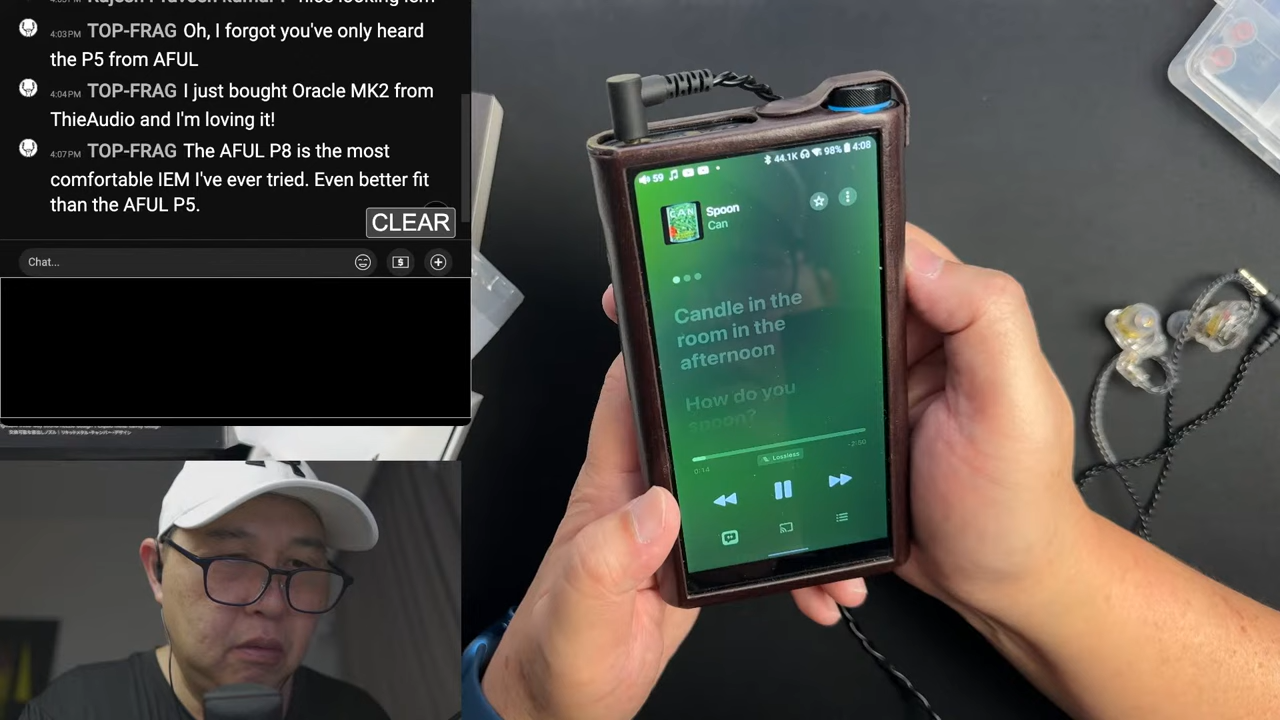 4:03PM TOP-FRAG Oh, I forgot you've only heard
the P5 from AFUL
4:04PM TOP-FRAG I just bought Oracle MK2 from
ThieAudio and I'm loving it!
4:07PM TOP-FRAG The AFUL P8 is the most
comfortable IEM I've ever tried. Even better fit
than the AFUL P5.
CLEAR
Chat...
59
44.1K 98% 4:08
Spoon
Can
CAN
Candle in the
room in the
afternoon
How do you
spoon?
Lossless
0:14
-2:50